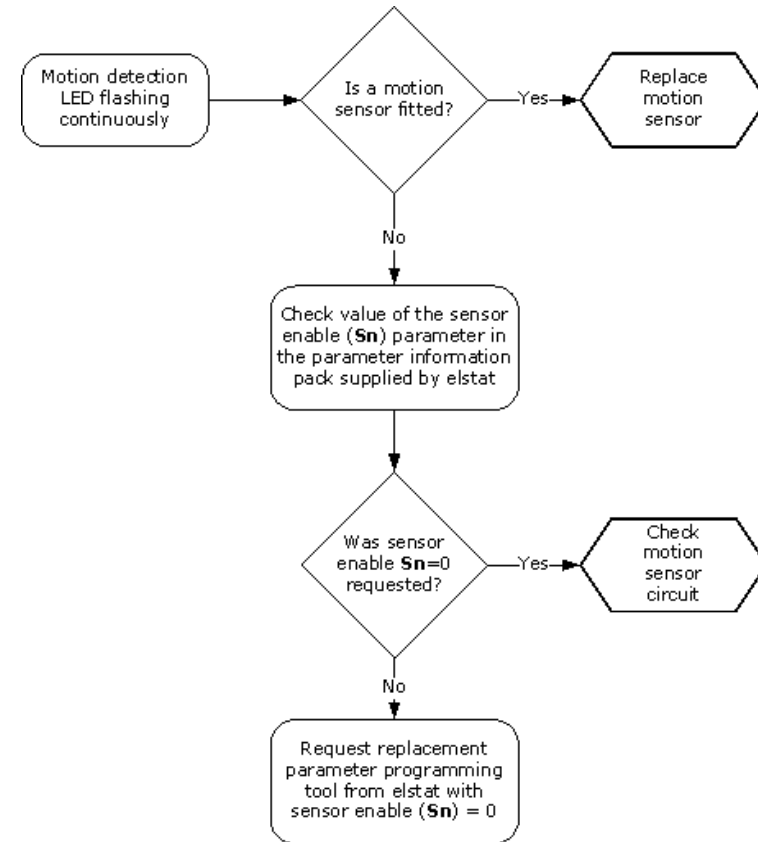 Motion detection
LED flashing
continuously
Is a motion
sensor fitted?
Yes
Replace
motion
sensor
No
Check value of the sensor
enable (Sn) parameter in
the parameter information
pack supplied by elstat
Was sensor
enable Sn=0
requested?
Yes
Check
motion
sensor
circuit
No
Request replacement
parameter programming
tool from elstat with
sensor enable (Sn) = 0